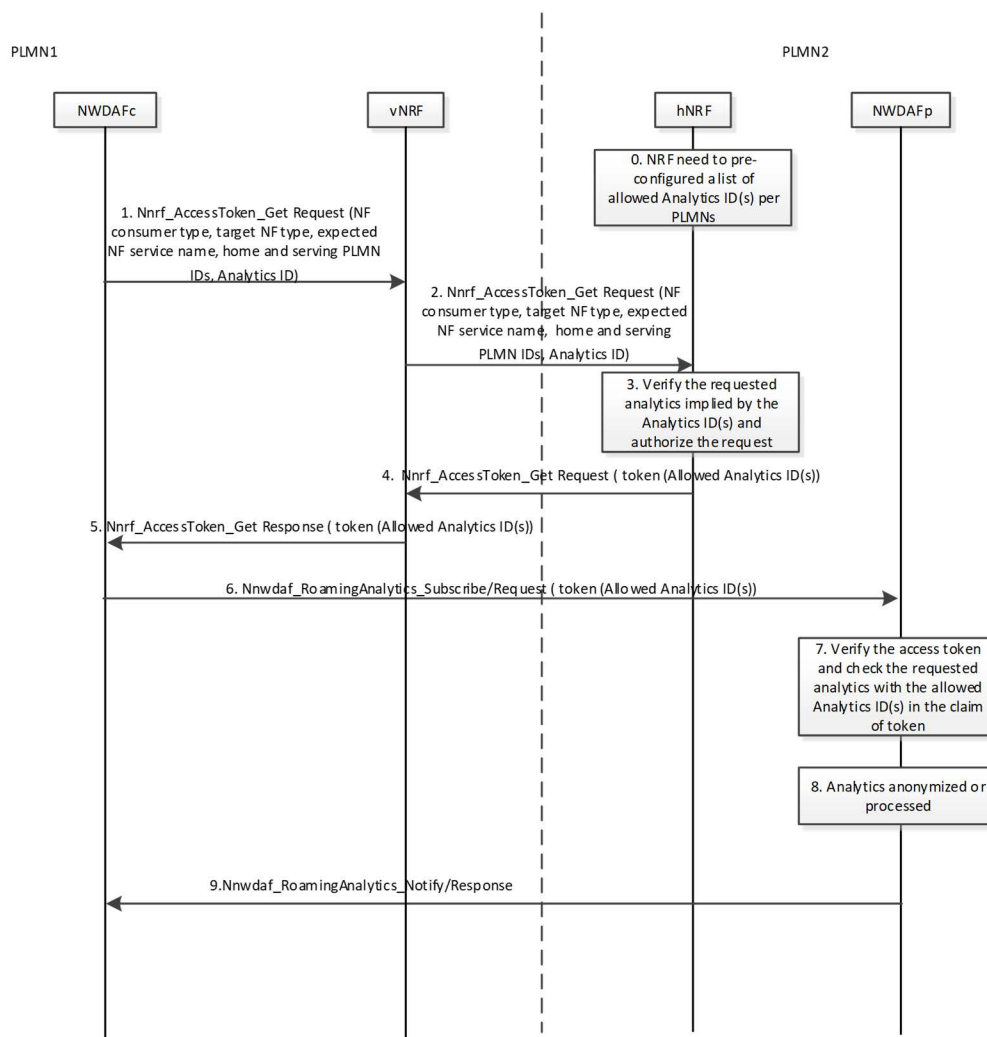 PLMN1
PLMN2
NWDAFc
vNRF
hNRF
NWDAFp
0. NRF need to pre-
configured a list of
allowed Analytics ID(s) per
PLMNs
1. Nnrf_AccessToken_Get Request (NF
consumer type, target NF type, expected
NF service name, home and serving PLMN
IDs, Analytics ID)
2. Nnrf_AccessToken_Get Request (NF
consumer type, target NF type, expected
NF service name, home and serving
PLMN IDs, Analytics ID)
3. Verify the requested
analytics implied by the
Analytics ID(s) and
authorize the request
4. Nnrf_AccessToken_Get Request ( token (Allowed Analytics ID(s))
5. Nnrf_AccessToken_Get Response ( token (Allowed Analytics ID(s))
6. Nnwdaf_RoamingAnalytics_Subscribe/Request ( token (Allowed Analytics ID(s))
7. Verify the access token
and check the requested
analytics with the allowed
Analytics ID(s) in the claim
of token
8. Analytics anonymized or
processed
9.Nnwdaf_RoamingAnalytics_Notify/Response